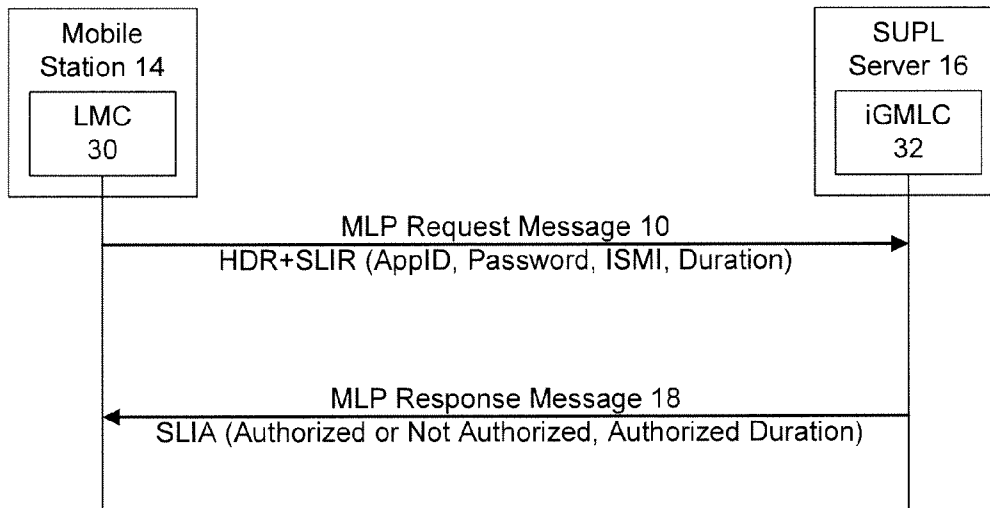 Mobile
Station 14
LMC
30
SUPL
Server 16
iGMLC
32
MLP Request Message 10
HDR+SLIR (AppID, Password, ISMI, Duration)
MLP Response Message 18
SLIA (Authorized or Not Authorized, Authorized Duration)